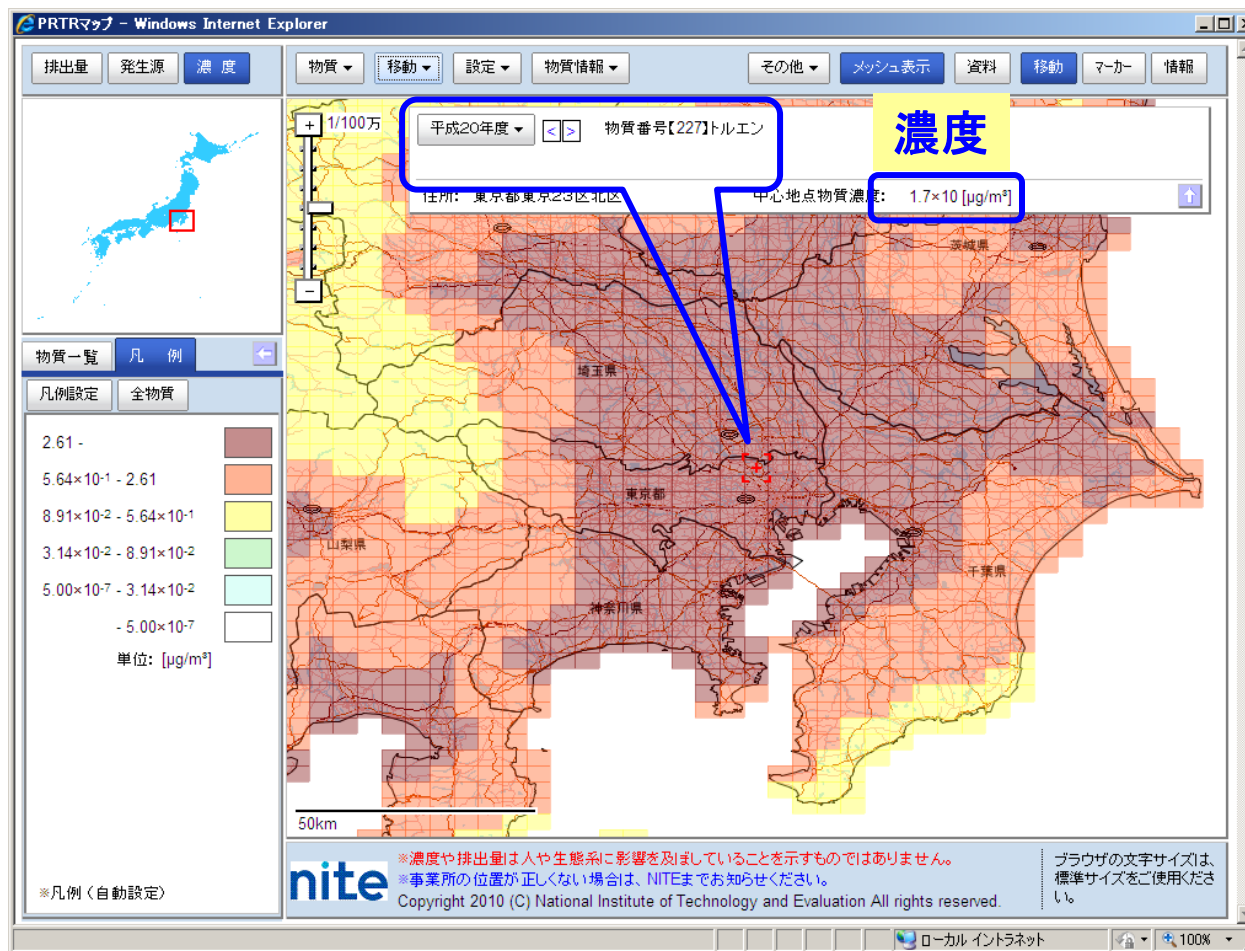 PRTRマップ - Windows Internet Explorer
排出量 発生源 濃 度
物質 移動 設定 物質情報 その他 メッシュ表示 資料 移動 マーカー 情報
+ 1/100万
平成20年度 < > 物質番号【227】トルエン
濃度
住所: 東京都東京23区北区 中心地点物質濃度: 1.7×10 [μg/m³]
茨城県
埼玉県
東京都
山梨県
千葉県
神奈川県
50km
物質一覧 凡 例
凡例設定 全物質
2.61 -
5.64×10⁻¹ - 2.61
8.91×10⁻² - 5.64×10⁻¹
3.14×10⁻² - 8.91×10⁻²
5.00×10⁻⁷ - 3.14×10⁻²
- 5.00×10⁻⁷
単位: [μg/m³]
※凡例(自動設定)
nite
※濃度や排出量は人や生態系に影響を及ぼしていることを示すものではありません。
※事業所の位置が正しくない場合は、NITEまでお知らせください。
Copyright 2010 (C) National Institute of Technology and Evaluation All rights reserved.
ブラウザの文字サイズは、
標準サイズをご使用くださ
い。
ローカル イントラネット 100%